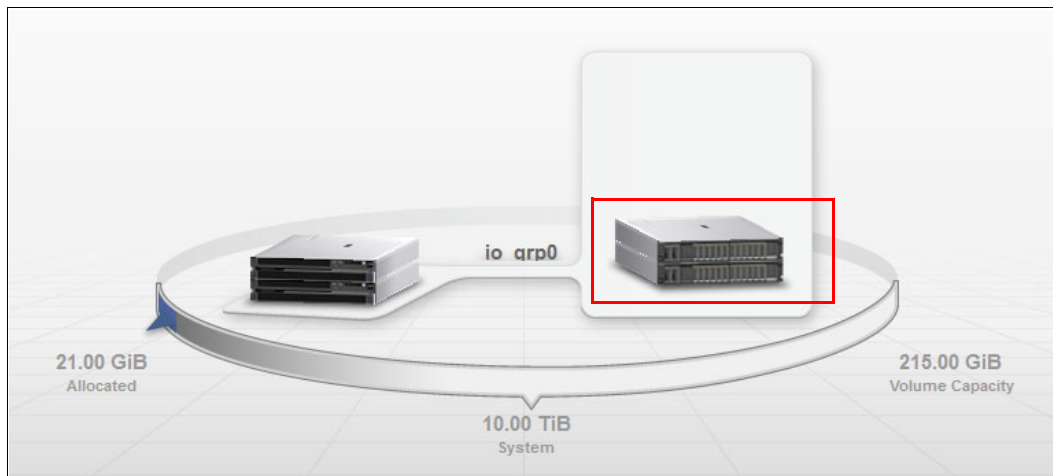 io_grp0
21.00 GiB
Allocated
215.00 GiB
Volume Capacity
10.00 TiB
System